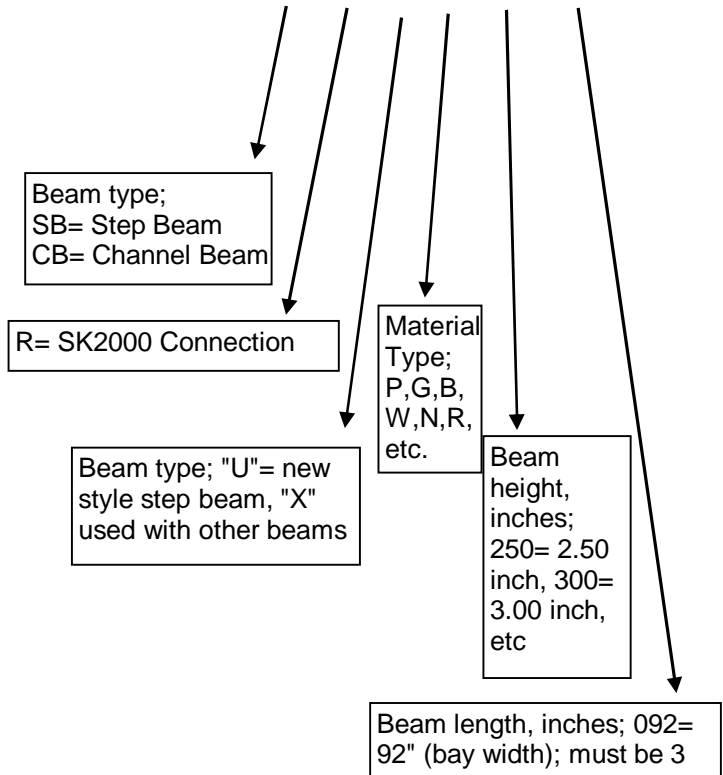 Beam type;
SB= Step Beam
CB= Channel Beam
R= SK2000 Connection
Beam type; "U"= new
style step beam, "X"
used with other beams
Material
Type;
P,G,B,
W,N,R,
etc.
Beam
height,
inches;
250= 2.50
inch, 300=
3.00 inch,
etc
Beam length, inches; 092=
92" (bay width); must be 3